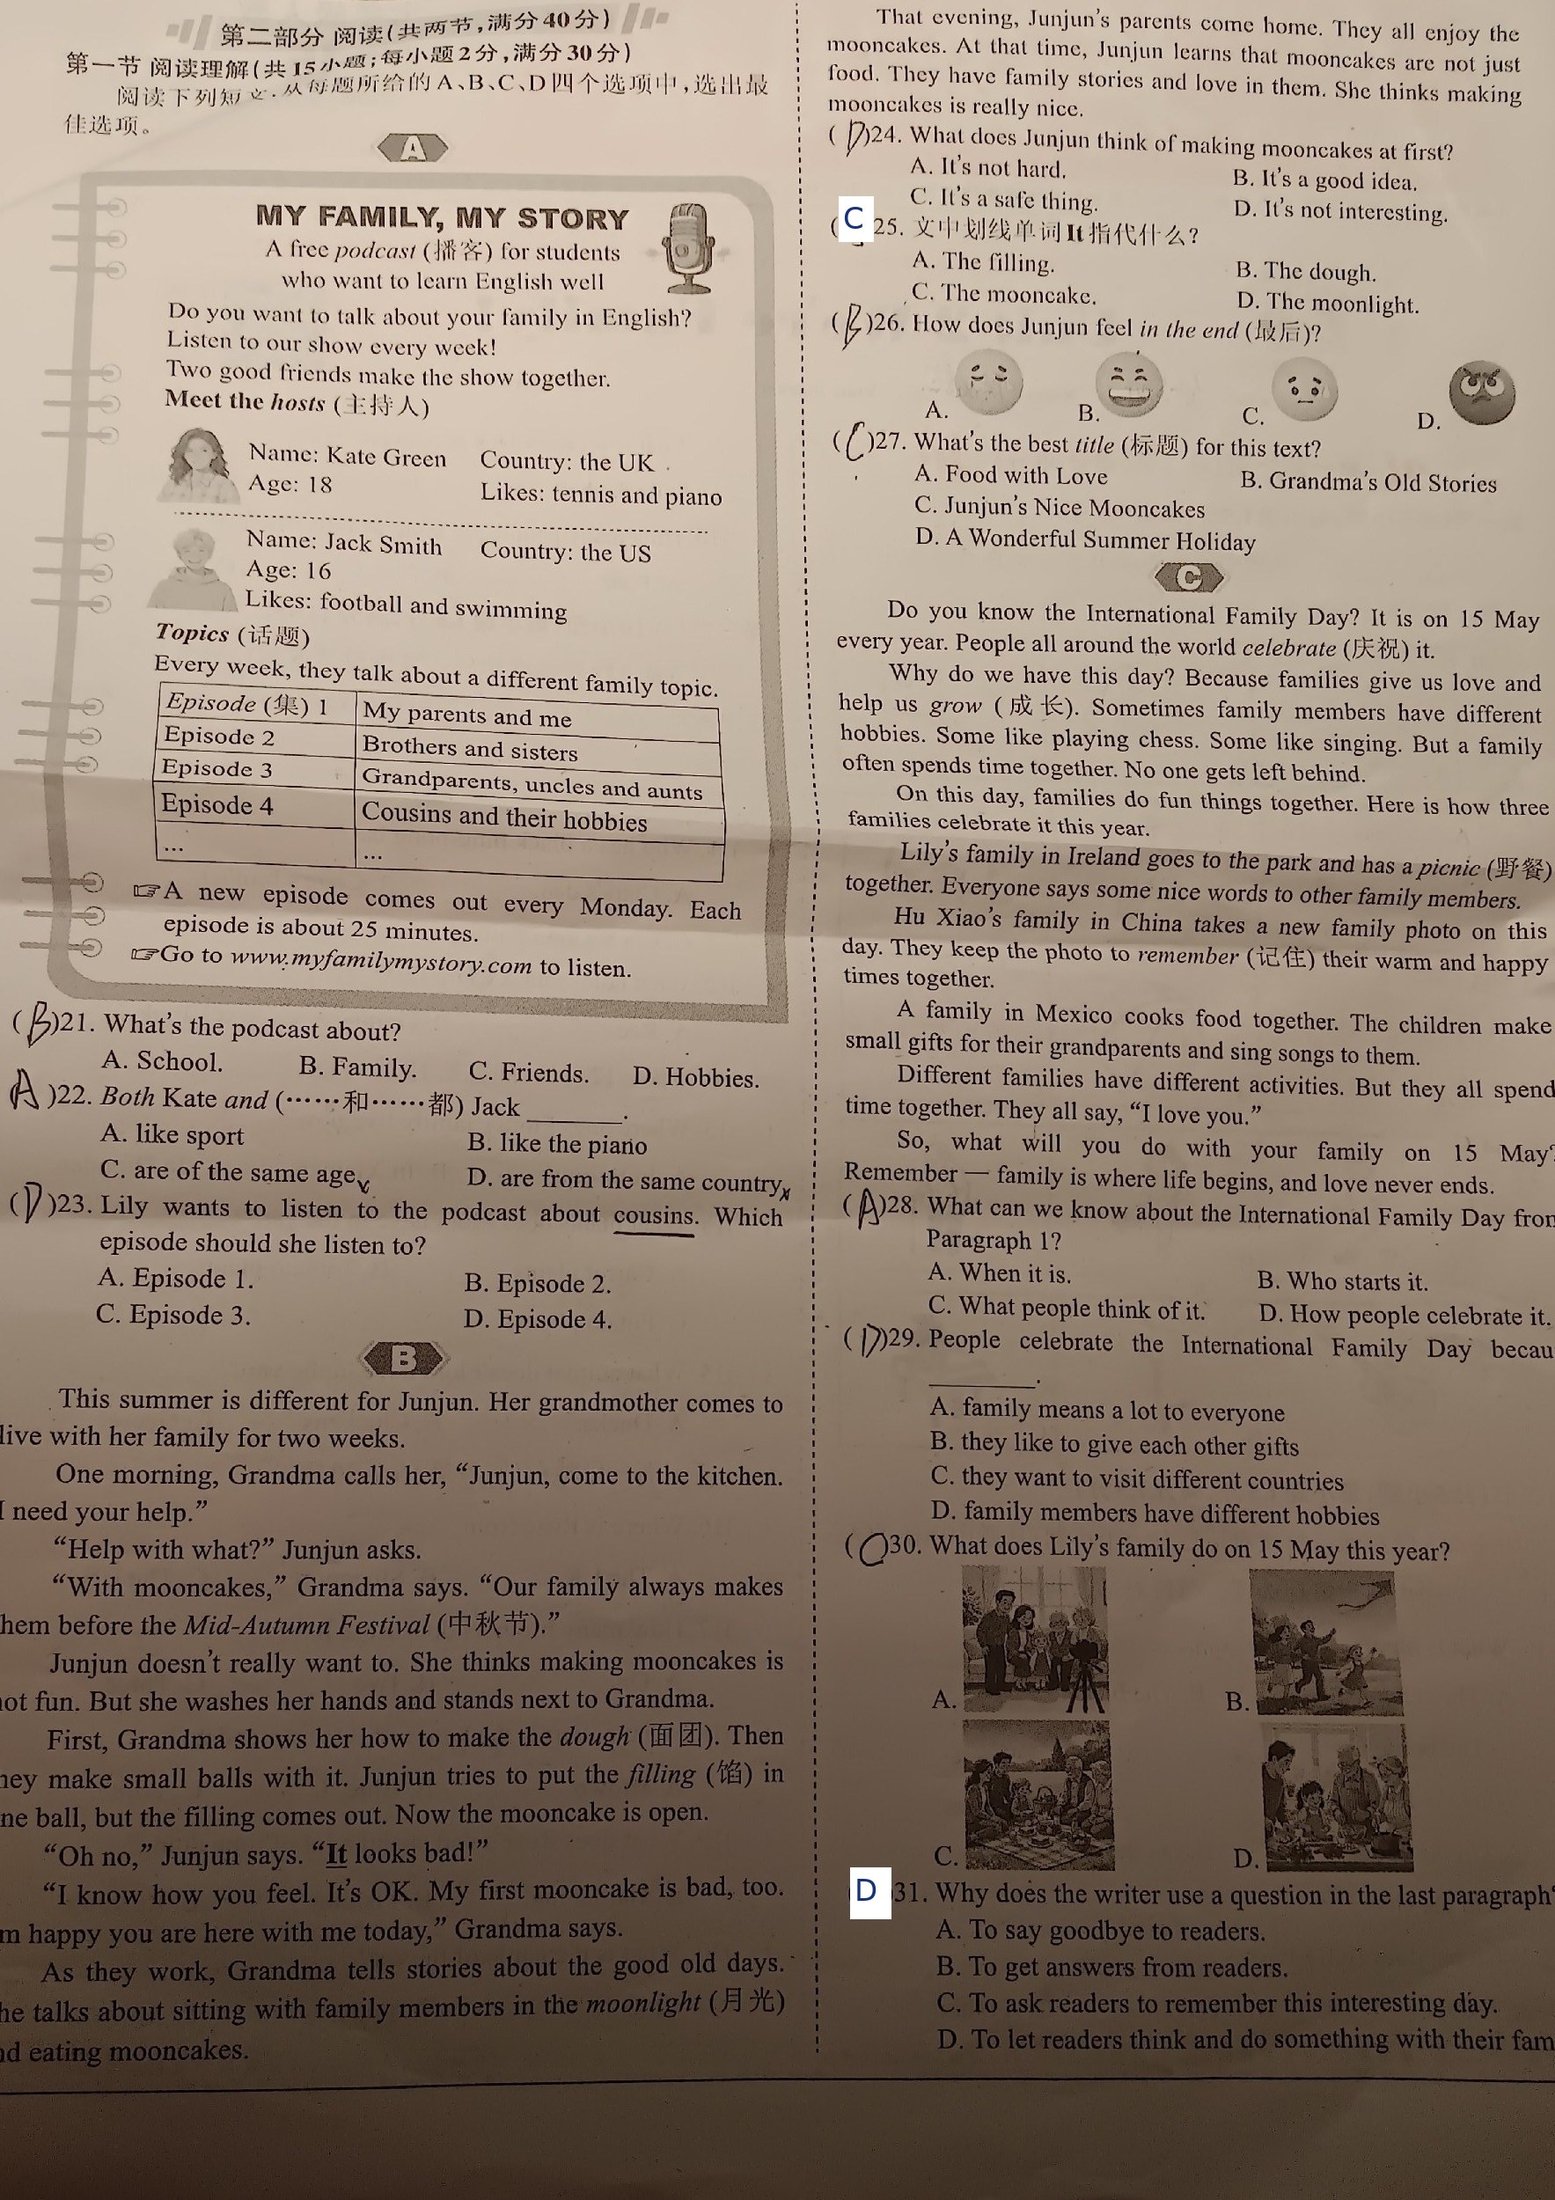 第二部分 阅读(共两节,满分40分)
第一节 阅读理解(共15小题;每小题2分,满分30分)
阅读下列短文,从每题所给的A、B、C、D四个选项中,选出最
佳选项。
A
MY FAMILY, MY STORY
A free podcast (播客) for students
who want to learn English well
Do you want to talk about your family in English?
Listen to our show every week!
Two good friends make the show together.
Meet the hosts (主持人)
Name: Kate Green Country: the UK
Age: 18 Likes: tennis and piano
Name: Jack Smith Country: the US
Age: 16
Likes: football and swimming
Topics (话题)
Every week, they talk about a different family topic.
Episode (集) 1 My parents and me
Episode 2 Brothers and sisters
Episode 3 Grandparents, uncles and aunts
Episode 4 Cousins and their hobbies
... ...
☞A new episode comes out every Monday. Each
episode is about 25 minutes.
☞Go to www.myfamilymystory.com to listen.
( B )21. What's the podcast about?
A. School. B. Family. C. Friends. D. Hobbies.
( A )22. Both Kate and (……和……都) Jack ______.
A. like sport B. like the piano
C. are of the same age D. are from the same country
( D )23. Lily wants to listen to the podcast about cousins. Which
episode should she listen to?
A. Episode 1. B. Episode 2.
C. Episode 3. D. Episode 4.
B
This summer is different for Junjun. Her grandmother comes to
live with her family for two weeks.
One morning, Grandma calls her, “Junjun, come to the kitchen.
I need your help.”
“Help with what?” Junjun asks.
“With mooncakes,” Grandma says. “Our family always makes
hem before the Mid-Autumn Festival (中秋节).”
Junjun doesn't really want to. She thinks making mooncakes is
not fun. But she washes her hands and stands next to Grandma.
First, Grandma shows her how to make the dough (面团). Then
hey make small balls with it. Junjun tries to put the filling (馅) in
ne ball, but the filling comes out. Now the mooncake is open.
“Oh no,” Junjun says. “It looks bad!”
“I know how you feel. It's OK. My first mooncake is bad, too.
m happy you are here with me today,” Grandma says.
As they work, Grandma tells stories about the good old days.
he talks about sitting with family members in the moonlight (月光)
nd eating mooncakes.
That evening, Junjun's parents come home. They all enjoy the
mooncakes. At that time, Junjun learns that mooncakes are not just
food. They have family stories and love in them. She thinks making
mooncakes is really nice.
( D )24. What does Junjun think of making mooncakes at first?
A. It's not hard. B. It's a good idea.
C. It's a safe thing. D. It's not interesting.
( C 25. 文中划线单词It指代什么?
A. The filling. B. The dough.
C. The mooncake. D. The moonlight.
( B )26. How does Junjun feel in the end (最后)?
A. B. C. D.
( C )27. What's the best title (标题) for this text?
A. Food with Love B. Grandma's Old Stories
C. Junjun's Nice Mooncakes
D. A Wonderful Summer Holiday
C
Do you know the International Family Day? It is on 15 May
every year. People all around the world celebrate (庆祝) it.
Why do we have this day? Because families give us love and
help us grow (成长). Sometimes family members have different
hobbies. Some like playing chess. Some like singing. But a family
often spends time together. No one gets left behind.
On this day, families do fun things together. Here is how three
families celebrate it this year.
Lily's family in Ireland goes to the park and has a picnic (野餐)
together. Everyone says some nice words to other family members.
Hu Xiao's family in China takes a new family photo on this
day. They keep the photo to remember (记住) their warm and happy
times together.
A family in Mexico cooks food together. The children make
small gifts for their grandparents and sing songs to them.
Different families have different activities. But they all spend
time together. They all say, “I love you.”
So, what will you do with your family on 15 May?
Remember — family is where life begins, and love never ends.
( A )28. What can we know about the International Family Day from
Paragraph 1?
A. When it is. B. Who starts it.
C. What people think of it. D. How people celebrate it.
( D )29. People celebrate the International Family Day becau
______.
A. family means a lot to everyone
B. they like to give each other gifts
C. they want to visit different countries
D. family members have different hobbies
( C )30. What does Lily's family do on 15 May this year?
A. B.
C. D.
D 31. Why does the writer use a question in the last paragraph?
A. To say goodbye to readers.
B. To get answers from readers.
C. To ask readers to remember this interesting day.
D. To let readers think and do something with their fam